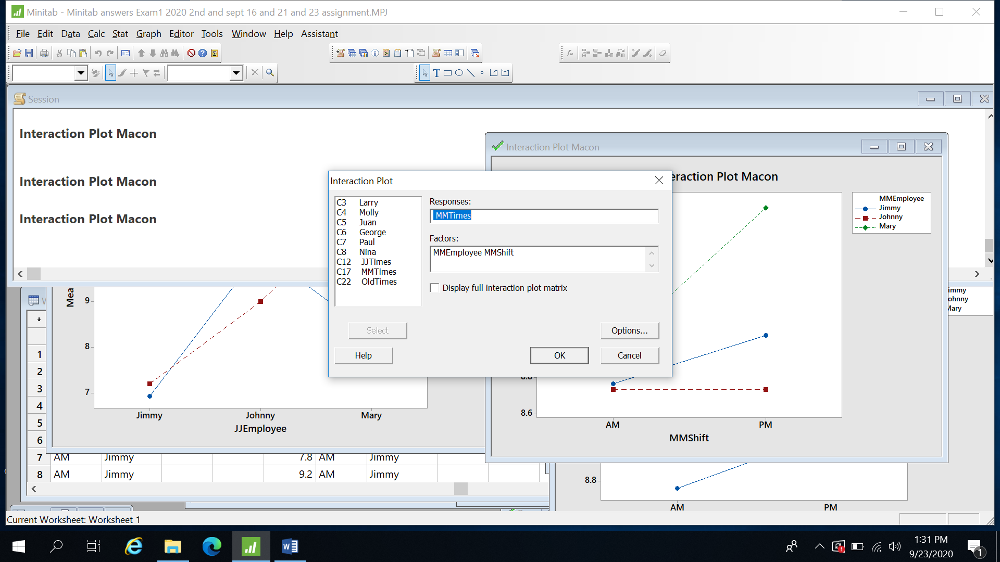 Minitab - Minitab answers Exam1 2020 2nd and sept 16 and 21 and 23 assignment.MPJ
File Edit Data Calc Stat Graph Editor Tools Window Help Assistant
Session
Interaction Plot Macon
Interaction Plot Macon
Interaction Plot Macon
Interaction Plot Macon
eraction Plot Macon
MMEmployee
Jimmy
Johnny
Mary
Interaction Plot
C3 Larry
C4 Molly
C5 Juan
C6 George
C7 Paul
C8 Nina
C12 JJTimes
C17 MMTimes
C22 OldTimes
Responses:
MMTimes
Factors:
MMEmployee MMShift
Display full interaction plot matrix
Select
Options...
Help
OK
Cancel
Mea
9
8
7
Jimmy Johnny Mary
JJEmployee
8.6
AM PM
MMShift
immy
ohnny
Mary
1
2
3
4
5
6
7 AM Jimmy 7.8 AM Jimmy
8 AM Jimmy 9.2 AM Jimmy
8.8
AM PM
Current Worksheet: Worksheet 1
1:31 PM
9/23/2020
1